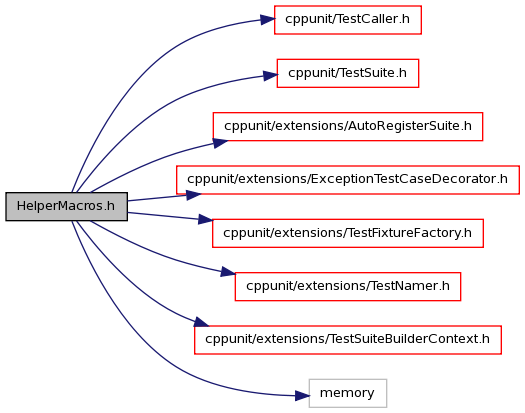 cppunit/TestCaller.h
cppunit/TestSuite.h
cppunit/extensions/AutoRegisterSuite.h
cppunit/extensions/ExceptionTestCaseDecorator.h
HelperMacros.h
cppunit/extensions/TestFixtureFactory.h
cppunit/extensions/TestNamer.h
cppunit/extensions/TestSuiteBuilderContext.h
memory